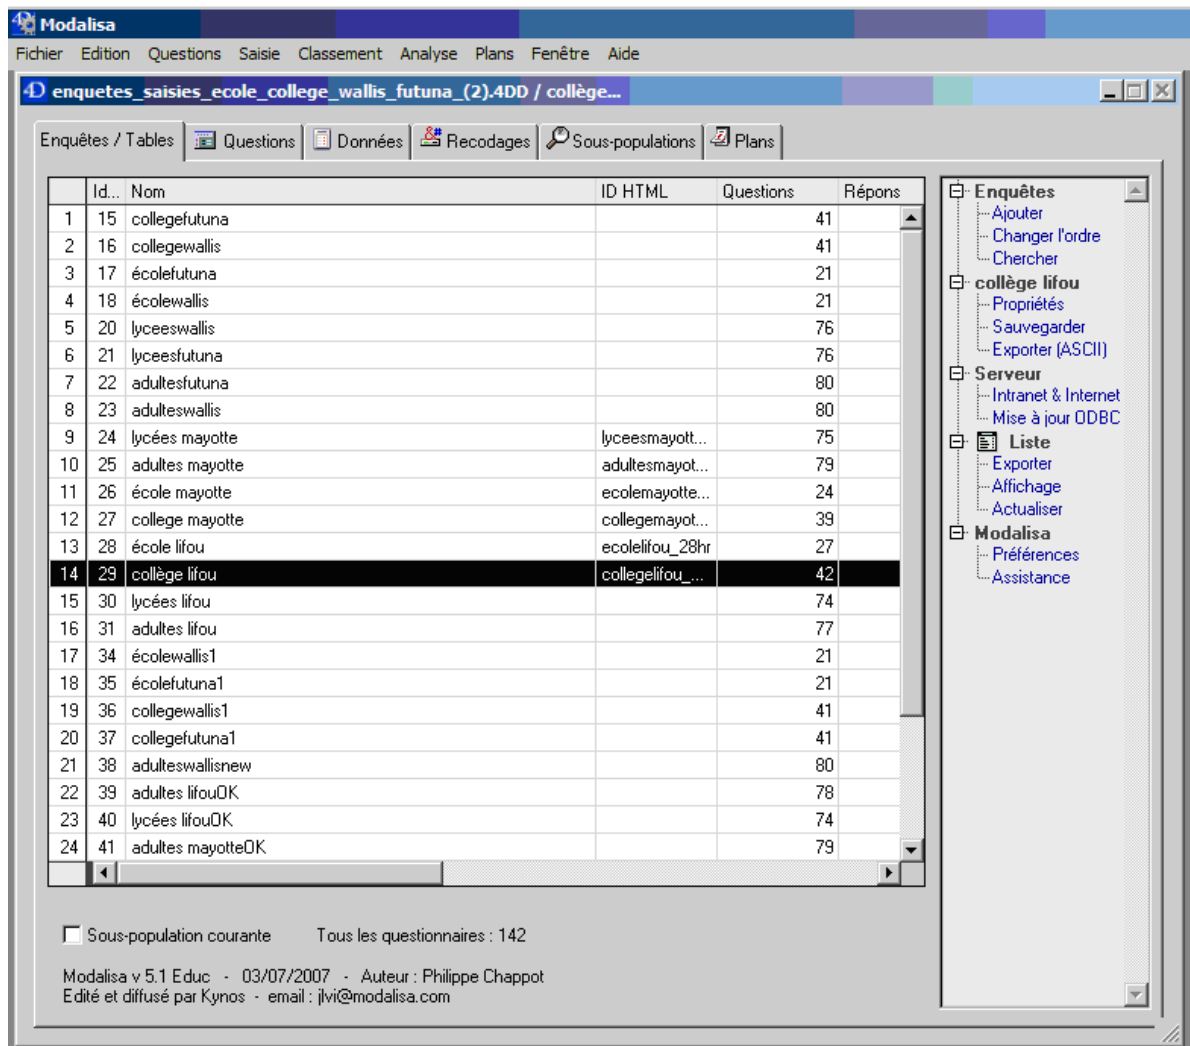 Modalisa
Fichier Edition Questions Saisie Classement Analyse Plans Fenêtre Aide
enquetes_saisies_ecole_college_wallis_futuna_(2).4DD / collège...
Enquêtes / Tables Questions Données Recodages Sous-populations Plans
Id... Nom ID HTML Questions Répons
1 15 collegefutuna 41
2 16 collegewallis 41
3 17 écolefutuna 21
4 18 écolewallis 21
5 20 lyceeswallis 76
6 21 lyceesfutuna 76
7 22 adultesfutuna 80
8 23 adulteswallis 80
9 24 lycées mayotte lyceesmayott... 75
10 25 adultes mayotte adultesmayot... 79
11 26 école mayotte ecolemayotte... 24
12 27 college mayotte collegemayot... 39
13 28 école lifou ecolelifou_28hr 27
14 29 collège lifou collegelifou_... 42
15 30 lycées lifou 74
16 31 adultes lifou 77
17 34 écolewallis1 21
18 35 écolefutuna1 21
19 36 collegewallis1 41
20 37 collegefutuna1 41
21 38 adulteswallisnew 80
22 39 adultes lifouOK 78
23 40 lycées lifouOK 74
24 41 adultes mayotteOK 79
Enquêtes
Ajouter
Changer l'ordre
Chercher
collège lifou
Propriétés
Sauvegarder
Exporter (ASCII)
Serveur
Intranet & Internet
Mise à jour ODBC
Liste
Exporter
Affichage
Actualiser
Modalisa
Préférences
Assistance
Sous-population courante Tous les questionnaires : 142
Modalisa v 5.1 Educ - 03/07/2007 - Auteur : Philippe Chappot
Edité et diffusé par Kynos - email : jlvi@modalisa.com